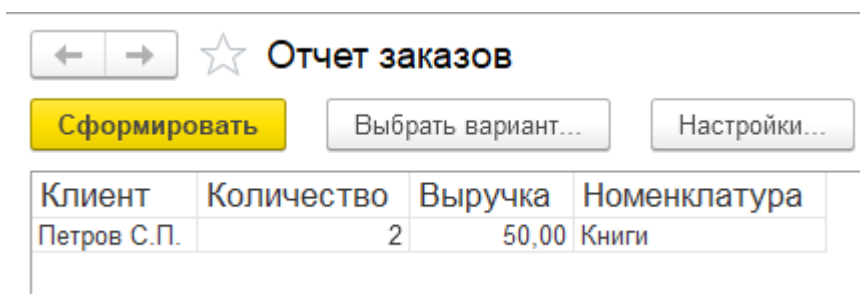 Отчет заказов
Сформировать Выбрать вариант... Настройки...
Клиент Количество Выручка Номенклатура
Петров С.П. 2 50,00 Книги